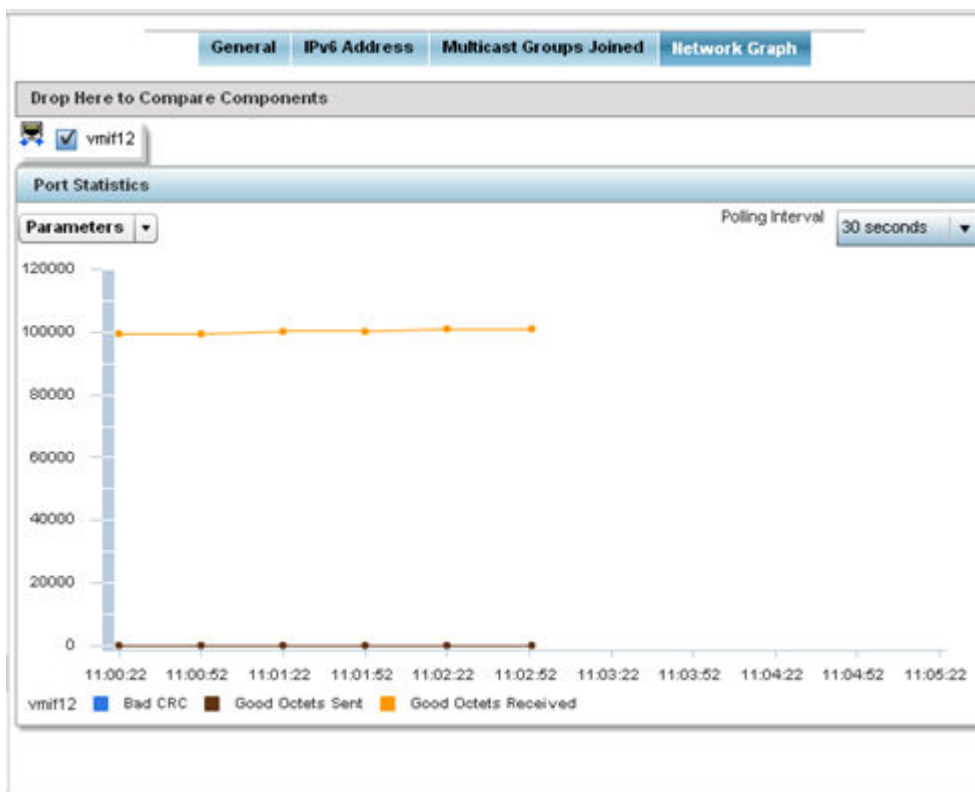 General IPv6 Address Multicast Groups Joined Network Graph
Drop Here to Compare Components
vmif12
Port Statistics
Parameters Polling Interval 30 seconds
120000
100000
80000
60000
40000
20000
0
11:00:22 11:00:52 11:01:22 11:01:52 11:02:22 11:02:52 11:03:22 11:03:52 11:04:22 11:04:52 11:05:22
vmif12 Bad CRC Good Octets Sent Good Octets Received